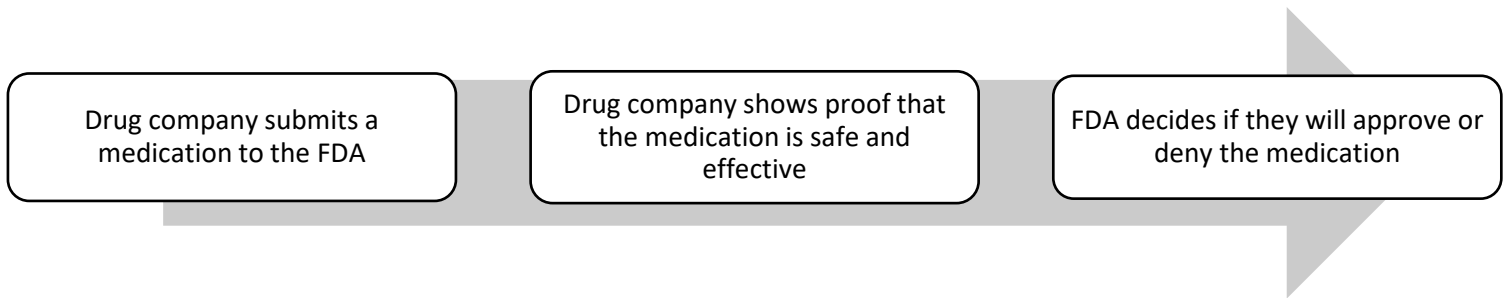 Drug company submits a
medication to the FDA
Drug company shows proof that
the medication is safe and
effective
FDA decides if they will approve or
deny the medication